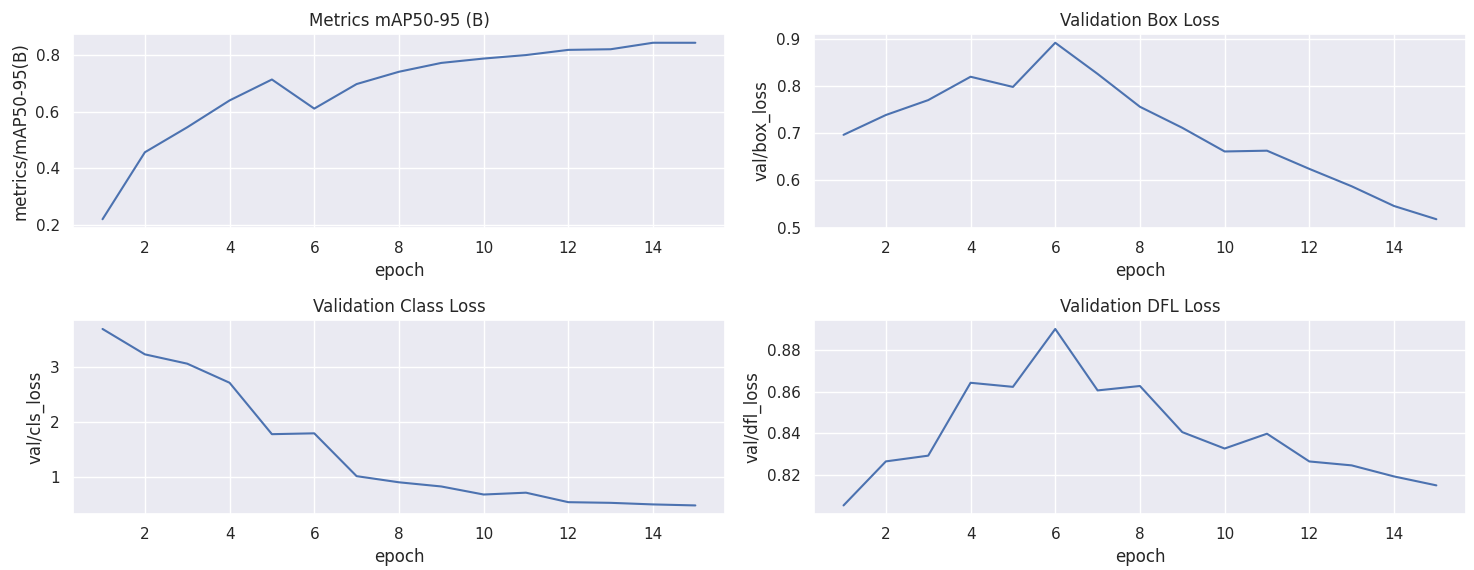 Metrics mAP50-95 (B)
metrics/mAP50-95(B)
0.8
0.6
0.4
0.2
2 4 6 8 10 12 14
epoch
Validation Box Loss
val/box_loss
0.9
0.8
0.7
0.6
0.5
2 4 6 8 10 12 14
epoch
Validation Class Loss
val/cls_loss
3
2
1
2 4 6 8 10 12 14
epoch
Validation DFL Loss
val/dfl_loss
0.88
0.86
0.84
0.82
2 4 6 8 10 12 14
epoch